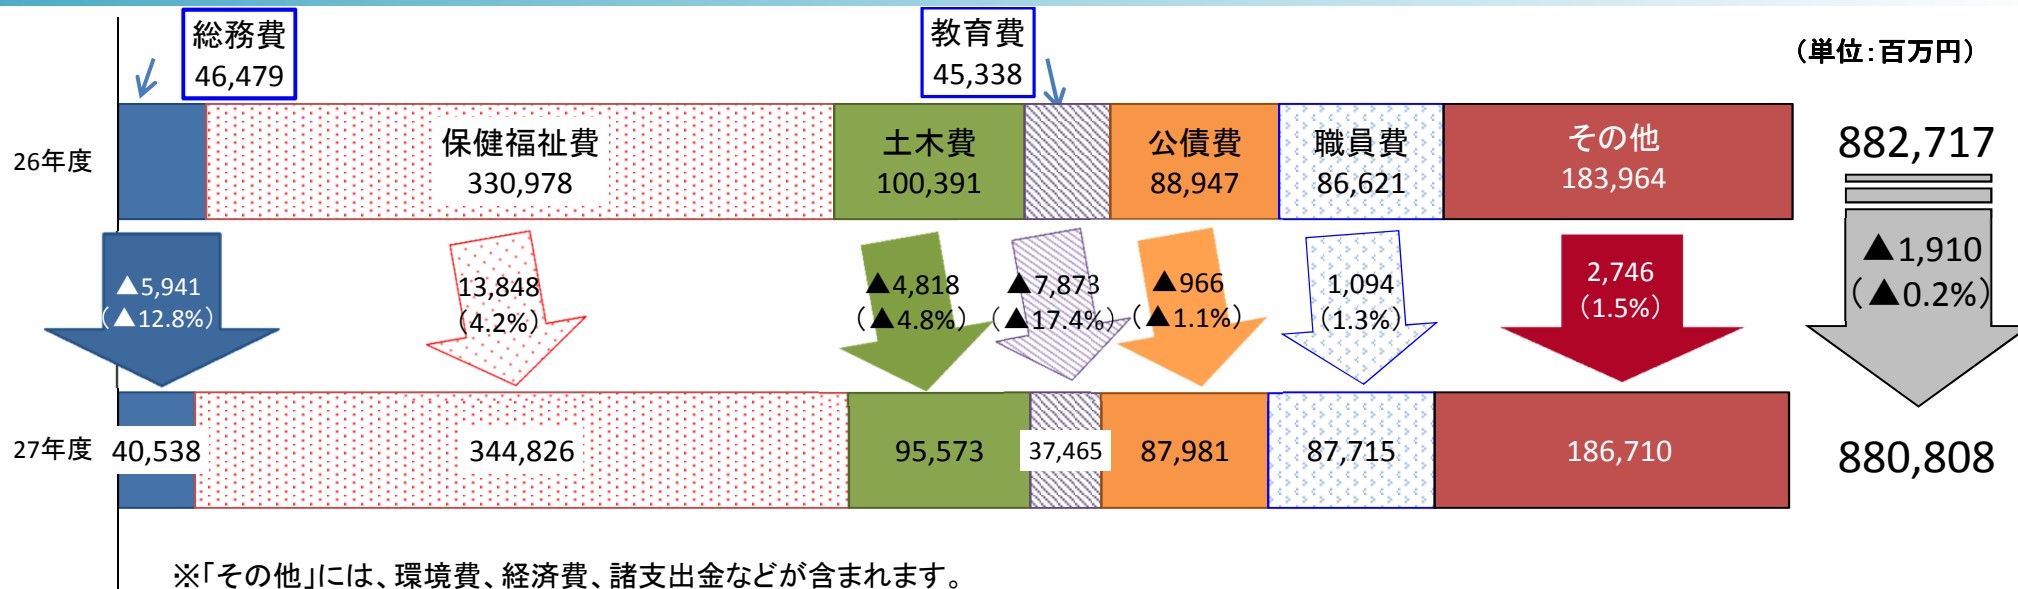 総務費
46,479
教育費
45,338
（単位：百万円）
26年度
保健福祉費
330,978
土木費
100,391
公債費
88,947
職員費
86,621
その他
183,964
882,717
▲5,941
（▲12.8%）
13,848
（4.2%）
▲4,818
（▲4.8%）
▲7,873
（▲17.4%）
▲966
（▲1.1%）
1,094
（1.3%）
2,746
（1.5%）
▲1,910
（▲0.2%）
27年度
40,538
344,826
95,573
37,465
87,981
87,715
186,710
880,808
※「その他」には、環境費、経済費、諸支出金などが含まれます。